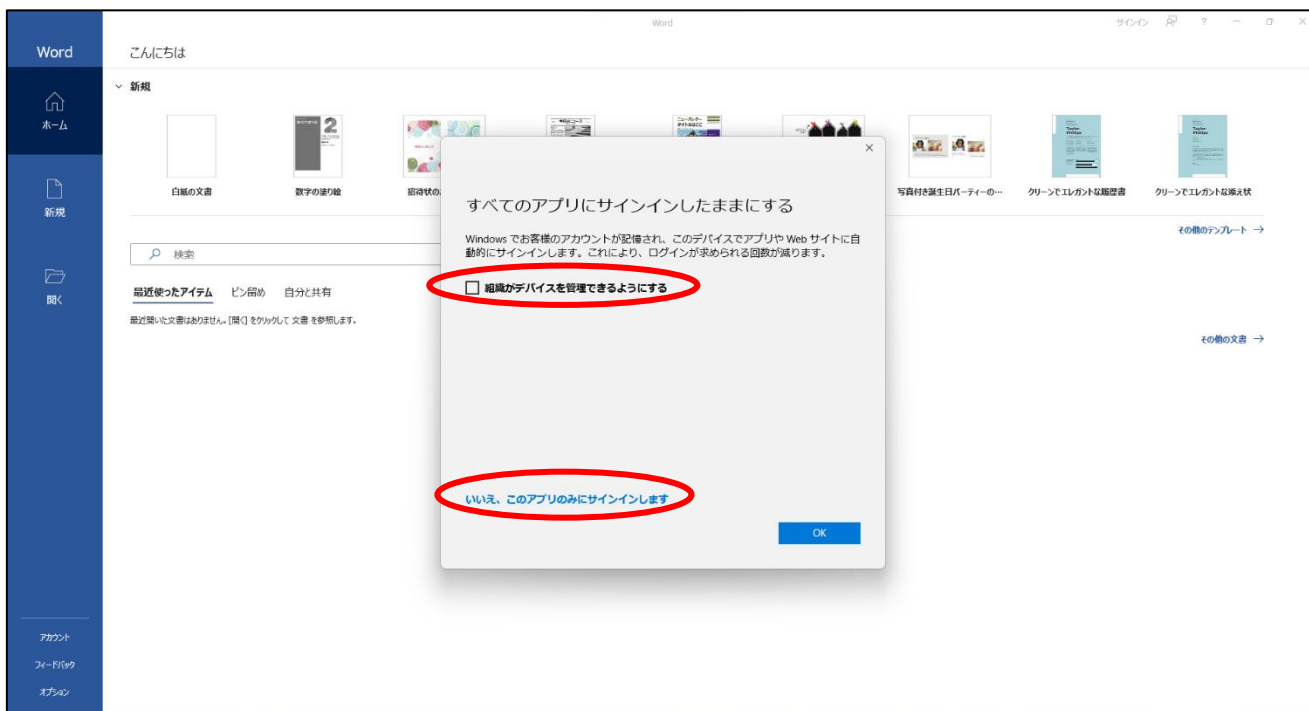 Word
サインイン
?
Word
こんにちは
新規
ホーム
新規
開く
2
白紙の文書
数字の塗り絵
招待状の
写真付き誕生日パーティーの…
クリーンでエレガントな履歴書
クリーンでエレガントな添え状
その他のテンプレート →
検索
最近使ったアイテム ピン留め 自分と共有
最近開いた文書はありません。[開く] をクリックして 文書 を参照します。
その他の文書 →
すべてのアプリにサインインしたままにする
Windows でお客様のアカウントが記憶され、このデバイスでアプリや Web サイトに自
動的にサインインします。これにより、ログインが求められる回数が減ります。
組織がデバイスを管理できるようにする
いいえ、このアプリのみにサインインします
OK
アカウント
フィードバック
オプション